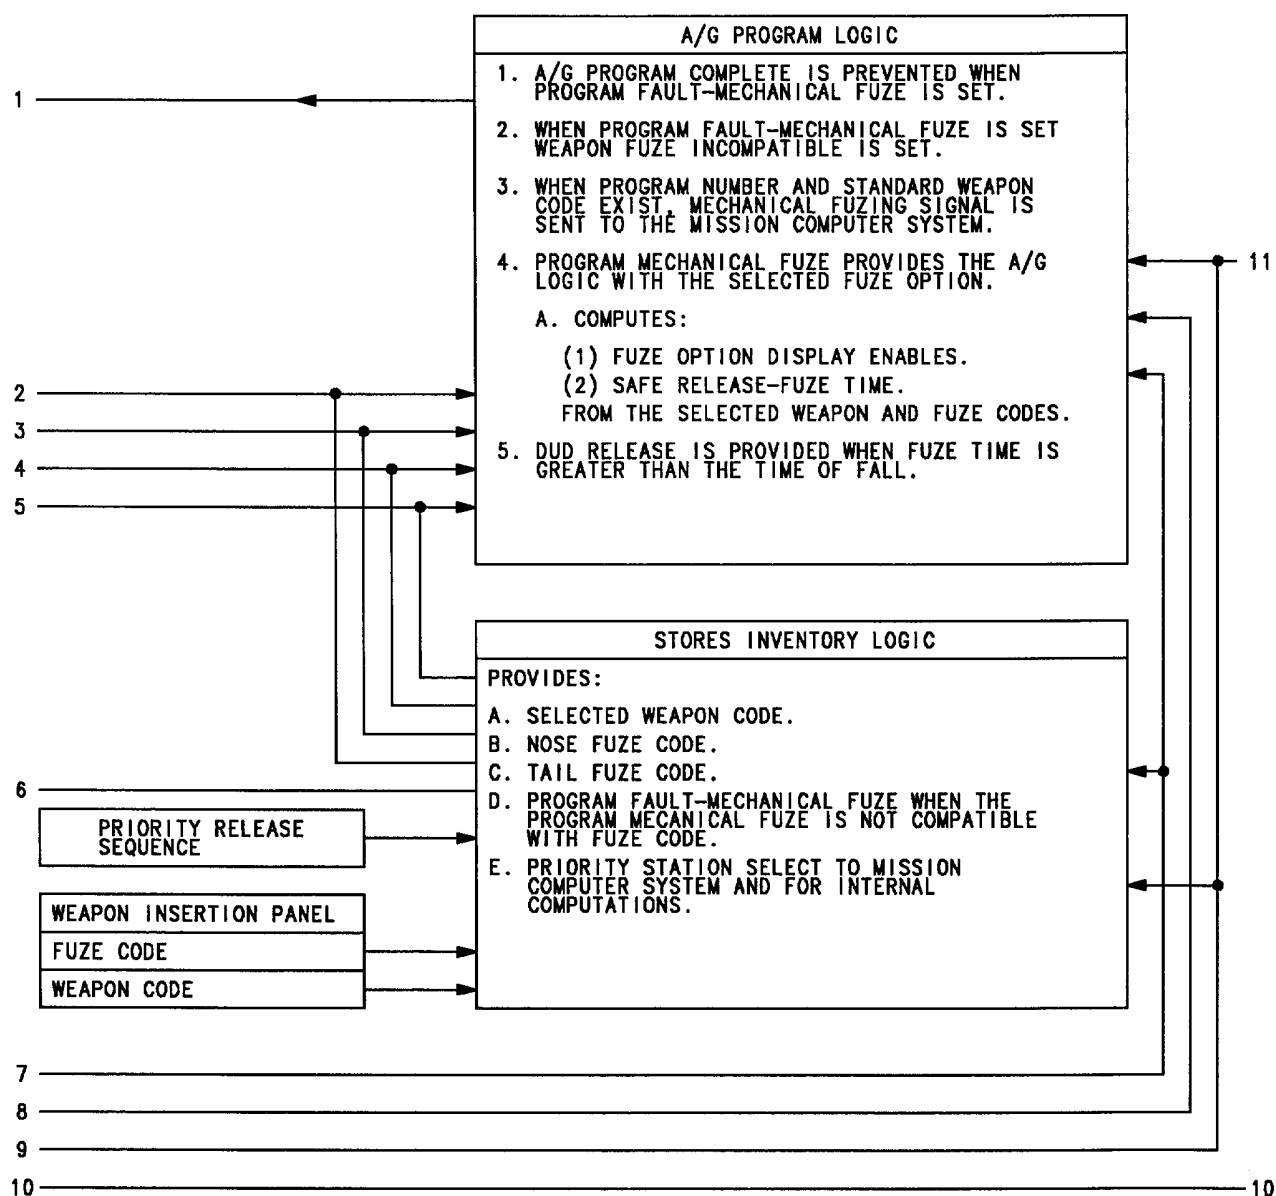 A/G PROGRAM LOGIC
1. A/G PROGRAM COMPLETE IS PREVENTED WHEN
PROGRAM FAULT-MECHANICAL FUZE IS SET.
2. WHEN PROGRAM FAULT-MECHANICAL FUZE IS SET
WEAPON FUZE INCOMPATIBLE IS SET.
3. WHEN PROGRAM NUMBER AND STANDARD WEAPON
CODE EXIST, MECHANICAL FUZING SIGNAL IS
SENT TO THE MISSION COMPUTER SYSTEM.
4. PROGRAM MECHANICAL FUZE PROVIDES THE A/G
LOGIC WITH THE SELECTED FUZE OPTION.
A. COMPUTES:
(1) FUZE OPTION DISPLAY ENABLES.
(2) SAFE RELEASE-FUZE TIME.
FROM THE SELECTED WEAPON AND FUZE CODES.
5. DUD RELEASE IS PROVIDED WHEN FUZE TIME IS
GREATER THAN THE TIME OF FALL.
1
11
2
3
4
5
STORES INVENTORY LOGIC
PROVIDES:
A. SELECTED WEAPON CODE.
B. NOSE FUZE CODE.
C. TAIL FUZE CODE.
D. PROGRAM FAULT-MECHANICAL FUZE WHEN THE
PROGRAM MECANICAL FUZE IS NOT COMPATIBLE
WITH FUZE CODE.
E. PRIORITY STATION SELECT TO MISSION
COMPUTER SYSTEM AND FOR INTERNAL
COMPUTATIONS.
6
PRIORITY RELEASE
SEQUENCE
WEAPON INSERTION PANEL
FUZE CODE
WEAPON CODE
7
8
9
10
10